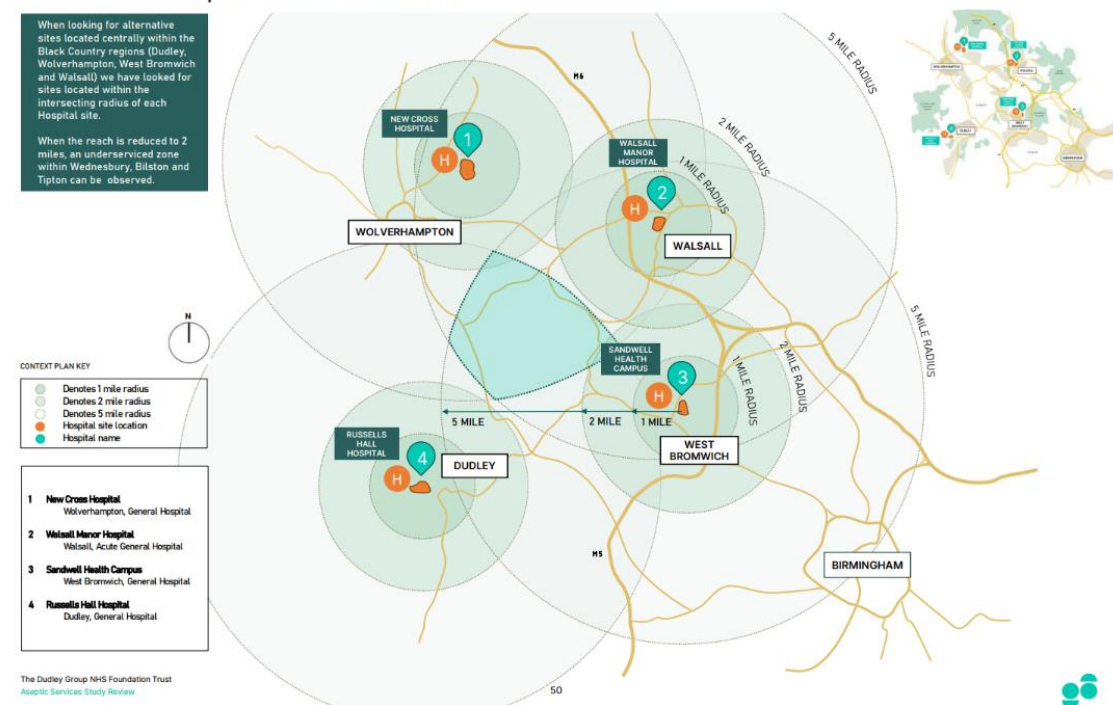 When looking for alternative
sites located centrally within the
Black Country regions (Dudley,
Wolverhampton, West Bromwich
and Walsall) we have looked for
sites located within the
intersecting radius of each
Hospital site.
When the reach is reduced to 2
miles, an underserviced zone
within Wednesbury, Bilston and
Tipton can be observed.
N
CONTEXT PLAN KEY
Denotes 1 mile radius
Denotes 2 mile radius
Denotes 5 mile radius
Hospital site location
Hospital name
1 New Cross Hospital
Wolverhampton, General Hospital
2 Walsall Manor Hospital
Walsall, Acute General Hospital
3 Sandwell Health Campus
West Bromwich, General Hospital
4 Russells Hall Hospital
Dudley, General Hospital
The Dudley Group NHS Foundation Trust
Aseptic Services Study Review
50
M6
5 MILE RADIUS
2 MILE RADIUS
1 MILE RADIUS
NEW CROSS
HOSPITAL
1
H
WOLVERHAMPTON
WALSALL
MANOR
HOSPITAL
2
H
WALSALL
5 MILE RADIUS
2 MILE RADIUS
1 MILE RADIUS
SANDWELL
HEALTH
CAMPUS
3
H
5 MILE
2 MILE
1 MILE
WEST
BROMWICH
RUSSELLS
HALL
HOSPITAL
4
H
DUDLEY
M5
BIRMINGHAM